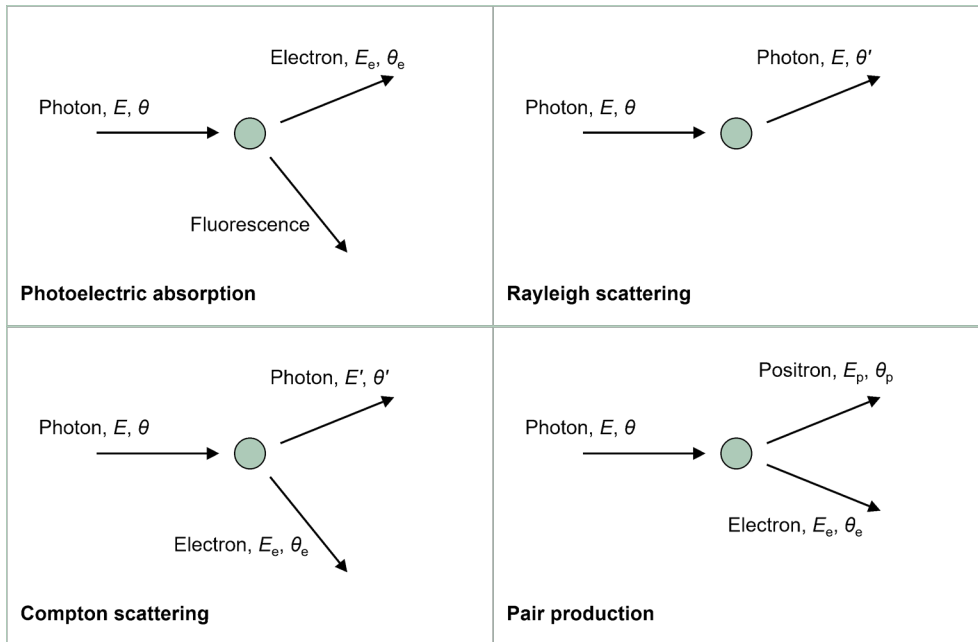 Electron, Eₑ, θₑ
Photon, E, θ
Fluorescence
Photoelectric absorption
Photon, E, θ′
Photon, E, θ
Rayleigh scattering
Photon, E′, θ′
Photon, E, θ
Electron, Eₑ, θₑ
Compton scattering
Positron, Eₚ, θₚ
Photon, E, θ
Electron, Eₑ, θₑ
Pair production